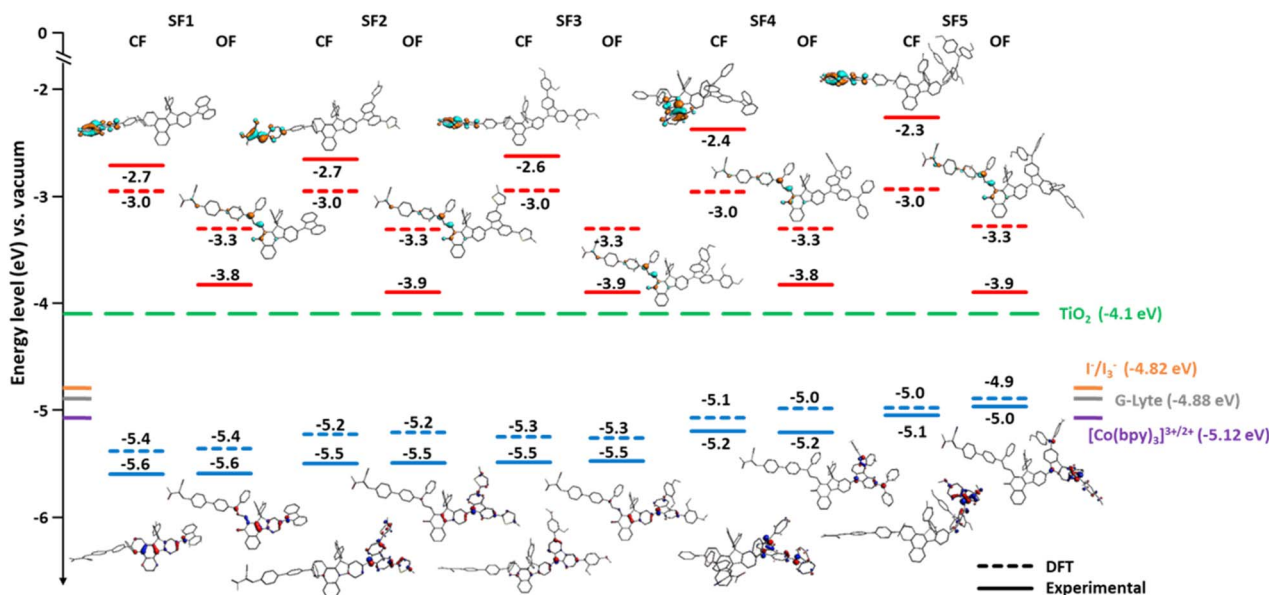 SF1 SF2 SF3 SF4 SF5
0 CF OF CF OF CF OF CF OF CF OF
Energy level (eV) vs. vacuum
-2
-2.7 -2.7 -2.6 -2.4 -2.3
-3
-3.0 -3.0 -3.0 -3.0 -3.0
-3.3 -3.3 -3.3 -3.3 -3.3
-3.8 -3.9 -3.9 -3.8 -3.9
-4
TiO₂ (-4.1 eV)
I⁻/I₃⁻ (-4.82 eV)
G-Lyte (-4.88 eV)
[Co(bpy)₃]³⁺/²⁺ (-5.12 eV)
-5
-5.4 -5.4 -5.2 -5.2 -5.3 -5.3 -5.1 -5.0 -5.0 -4.9
-5.6 -5.6 -5.5 -5.5 -5.5 -5.5 -5.2 -5.2 -5.1 -5.0
-6
DFT
Experimental